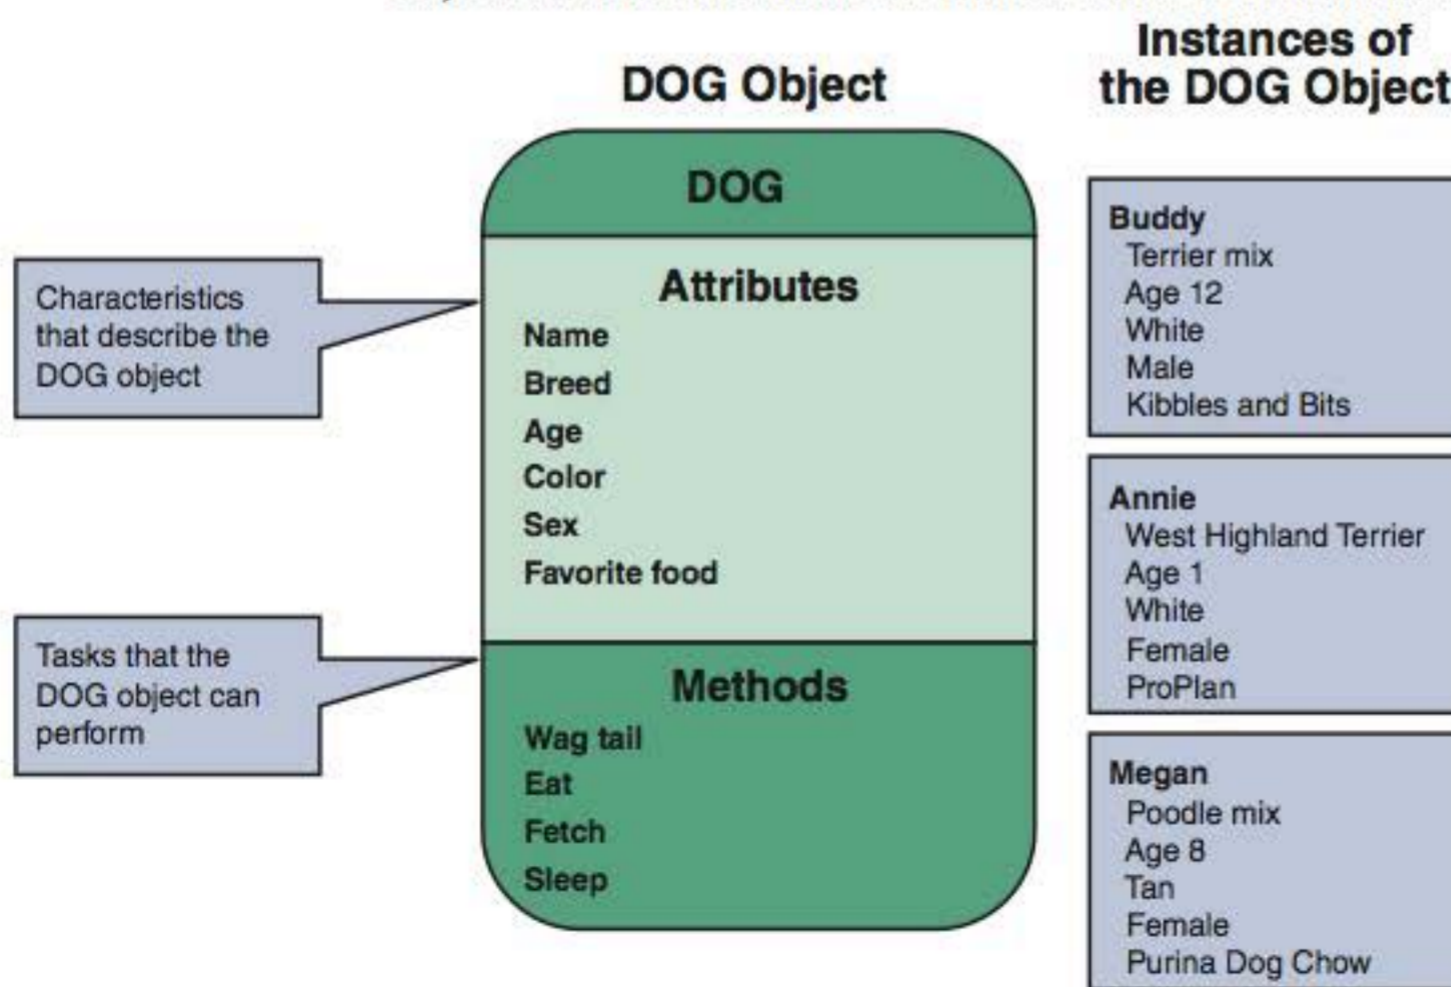 DOG Object
Instances of
the DOG Object
DOG
Attributes
Name
Breed
Age
Color
Sex
Favorite food
Methods
Wag tail
Eat
Fetch
Sleep
Characteristics
that describe the
DOG object
Tasks that the
DOG object can
perform
Buddy
Terrier mix
Age 12
White
Male
Kibbles and Bits
Annie
West Highland Terrier
Age 1
White
Female
ProPlan
Megan
Poodle mix
Age 8
Tan
Female
Purina Dog Chow